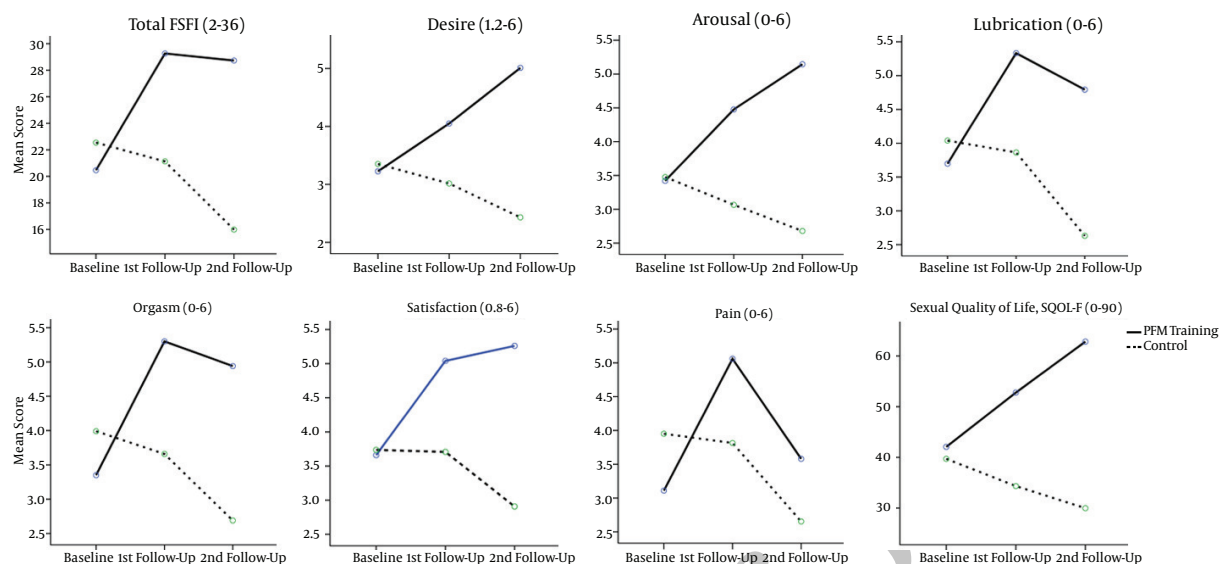 Total FSFI (2-36)
Desire (1.2-6)
Arousal (0-6)
Lubrication (0-6)
Mean Score
30
28
26
24
22
20
18
16
5
4
3
2
5.5
5.0
4.5
4.0
3.5
3.0
2.5
5.5
5.0
4.5
4.0
3.5
3.0
2.5
Baseline 1st Follow-Up 2nd Follow-Up
Baseline 1st Follow-Up 2nd Follow-Up
Baseline 1st Follow-Up 2nd Follow-Up
Baseline 1st Follow-Up 2nd Follow-Up
Orgasm (0-6)
Satisfaction (0.8-6)
Pain (0-6)
Sexual Quality of Life, SQOL-F (0-90)
Mean Score
5.5
5.0
4.5
4.0
3.5
3.0
2.5
5.5
5.0
4.5
4.0
3.5
3.0
2.5
5.5
5.0
4.5
4.0
3.5
3.0
2.5
60
50
40
30
PFM Training
Control
Baseline 1st Follow-Up 2nd Follow-Up
Baseline 1st Follow-Up 2nd Follow-Up
Baseline 1st Follow-Up 2nd Follow-Up
Baseline 1st Follow-Up 2nd Follow-Up